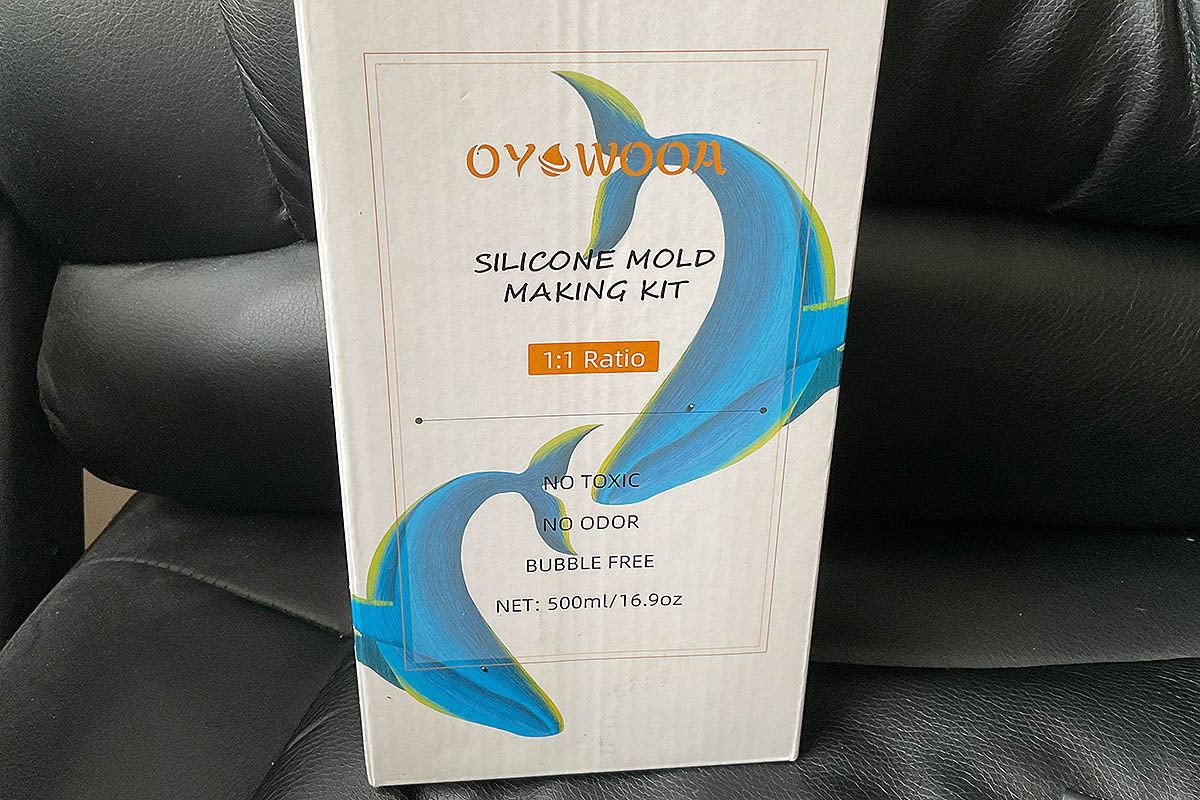 OYOWOOA
SILICONE MOLD
MAKING KIT
1:1 Ratio
NO TOXIC
NO ODOR
BUBBLE FREE
NET: 500ml/16.9oz